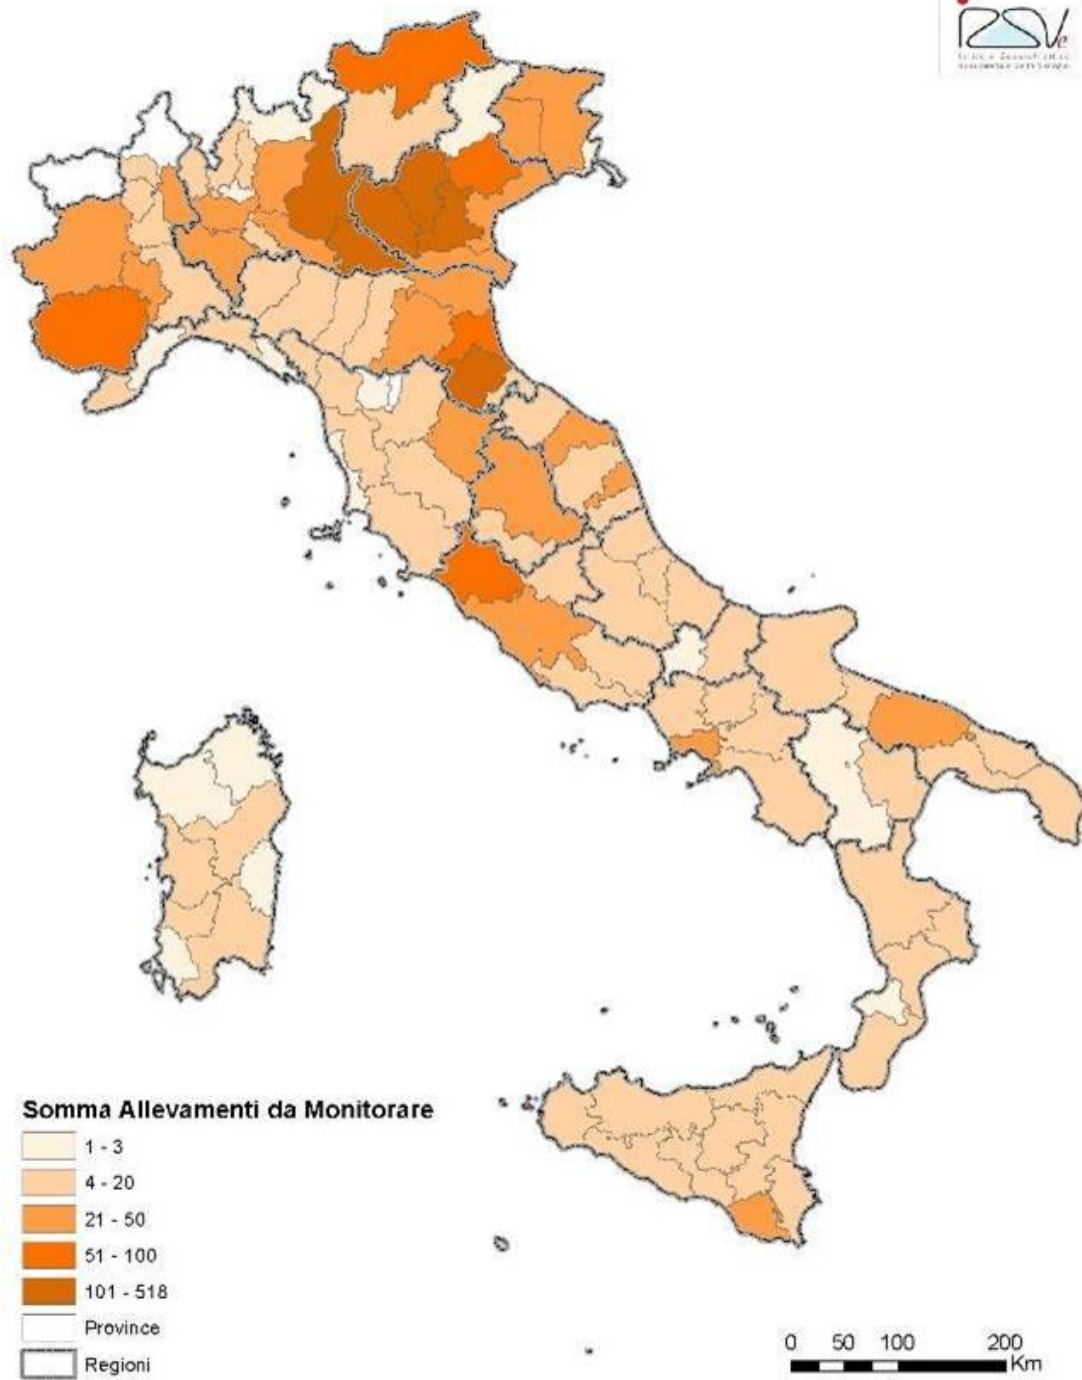 IZSVe
Somma Allevamenti da Monitorare
1 - 3
4 - 20
21 - 50
51 - 100
101 - 518
Province
Regioni
0 50 100 200
Km